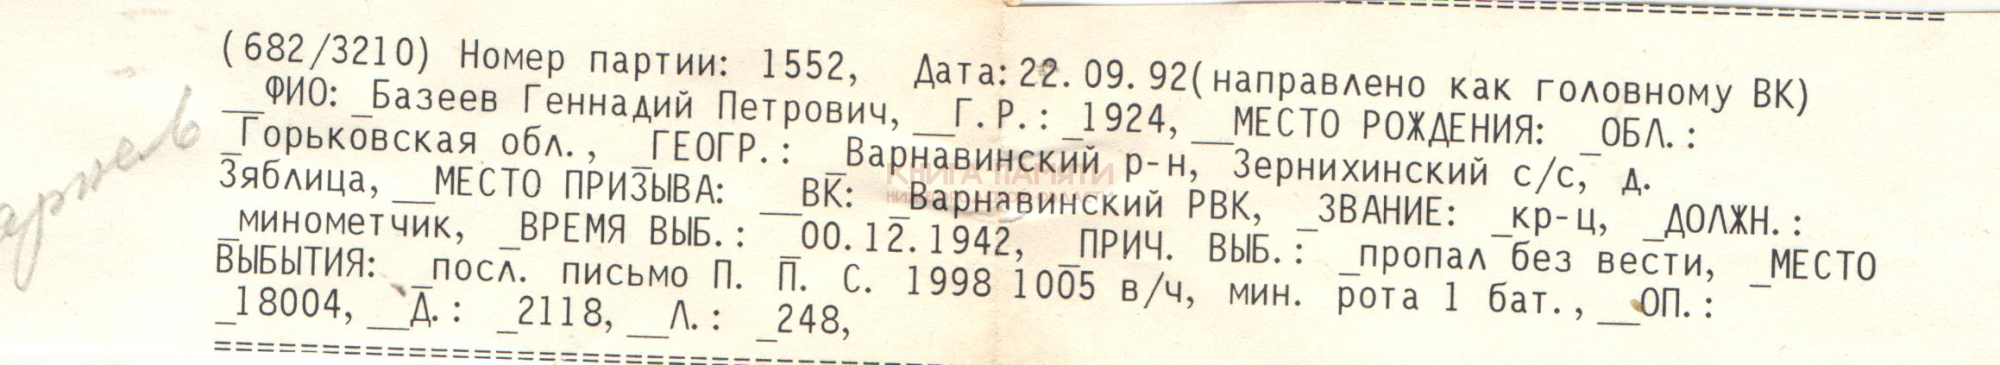 (682/3210) Номер партии: 1552, Дата: 22. 09. 92(направлено как головному ВК)
__ФИО: _Базеев Геннадий Петрович, __Г. Р. : _1924, __МЕСТО РОЖДЕНИЯ: _ОБЛ. :
_Горьковская обл. , _ГЕОГР. : _Варнавинский р-н, Зернихинский с/с, д.
Зяблица, __МЕСТО ПРИЗЫВА: __ВК: _Варнавинский РВК, _ЗВАНИЕ: _кр-ц, _ДОЛЖН. :
_минометчик, _ВРЕМЯ ВЫБ. : _00. 12. 1942, _ПРИЧ. ВЫБ. : _пропал без вести, _МЕСТО
ВЫБЫТИЯ: _посл. письмо П. П. С. 1998 1005 в/ч, мин. рота 1 бат. , __ОП. :
_18004, __Д. : _2118, __Л. : _248,
КНИГА ПАМЯТИ